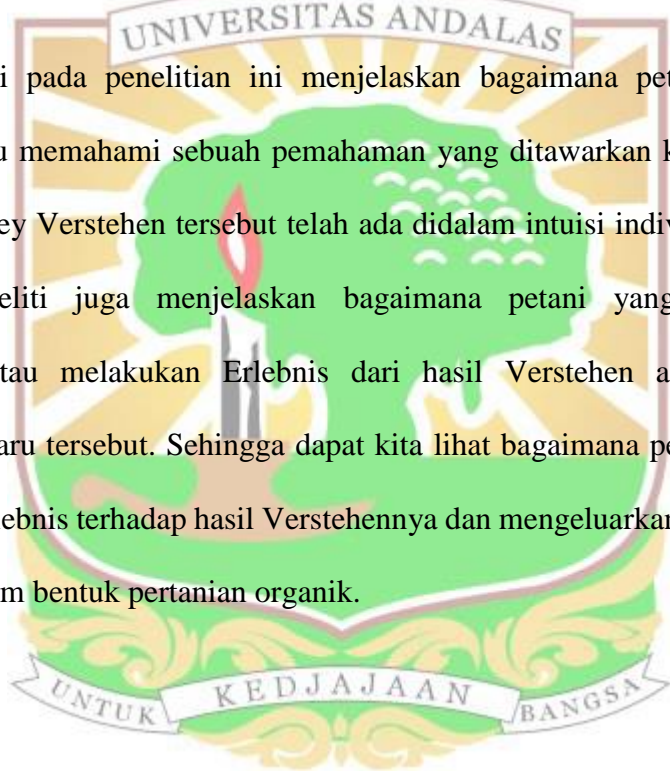 UNIVERSITAS ANDALAS
i pada penelitian ini menjelaskan bagaimana pet
u memahami sebuah pemahaman yang ditawarkan k
ey Verstehen tersebut telah ada didalam intuisi indiv
eliti juga menjelaskan bagaimana petani yang
tau melakukan Erlebnis dari hasil Verstehen a
aru tersebut. Sehingga dapat kita lihat bagaimana pe
lebnis terhadap hasil Verstehennya dan mengeluarkan
m bentuk pertanian organik.
UNTUK KEDJAJAAN BANGSA